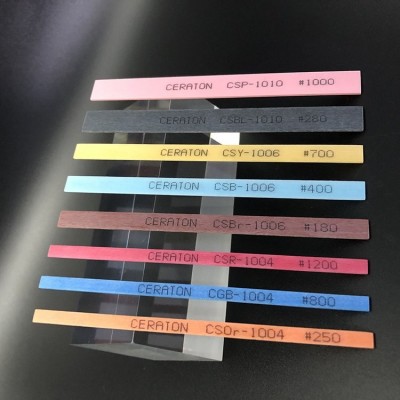 CERATON CSP-1010 #1000
CERATON CSBL-1010 #280
CERATON CSY-1006 #700
CERATON CSB-1006 #400
CERATON CSBr-1006 #180
CERATON CSR-1004 #1200
CERATON CGB-1004 #800
CERATON CSOr-1004 #250